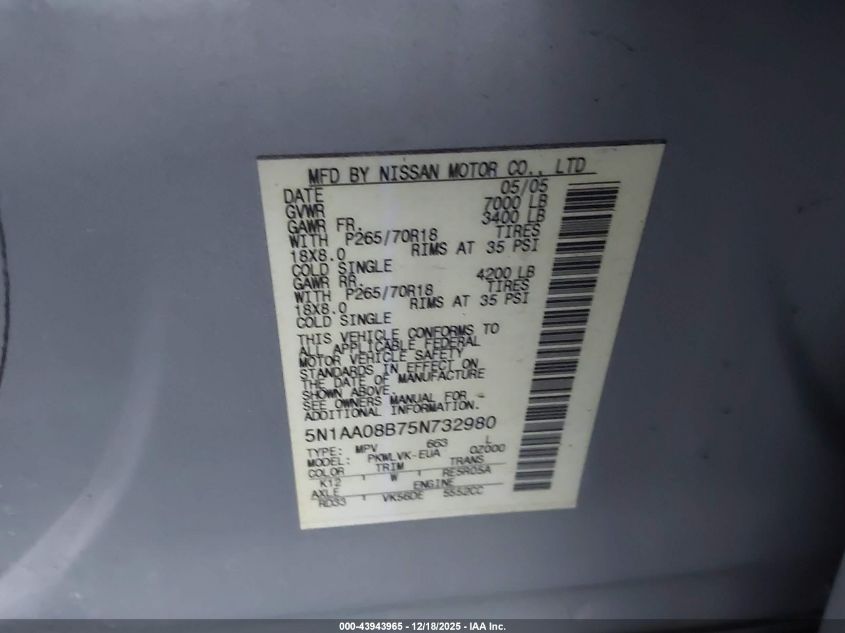 MFD BY NISSAN MOTOR CO., LTD
DATE 05/05
GVWR 7000 LB
GAWR FR. 3400 LB
WITH P265/70R18 TIRES
18X8.0 RIMS AT 35 PSI
COLD SINGLE
GAWR RR. 4200 LB
WITH P265/70R18 TIRES
18X8.0 RIMS AT 35 PSI
COLD SINGLE
THIS VEHICLE CONFORMS TO
ALL APPLICABLE FEDERAL
MOTOR VEHICLE SAFETY
STANDARDS IN EFFECT ON
THE DATE OF MANUFACTURE
SHOWN ABOVE.
SEE OWNERS MANUAL FOR
ADDITIONAL INFORMATION.
5N1AA08B75N732980
TYPE: MPV 663 L
MODEL: PKWLVK-EUA 0Z000
COLOR TRIM TRANS
K12 W RE5R05A
AXLE ENGINE
RD33 VK56DE 5552CC
000-43943965 - 12/18/2025 - IAA Inc.